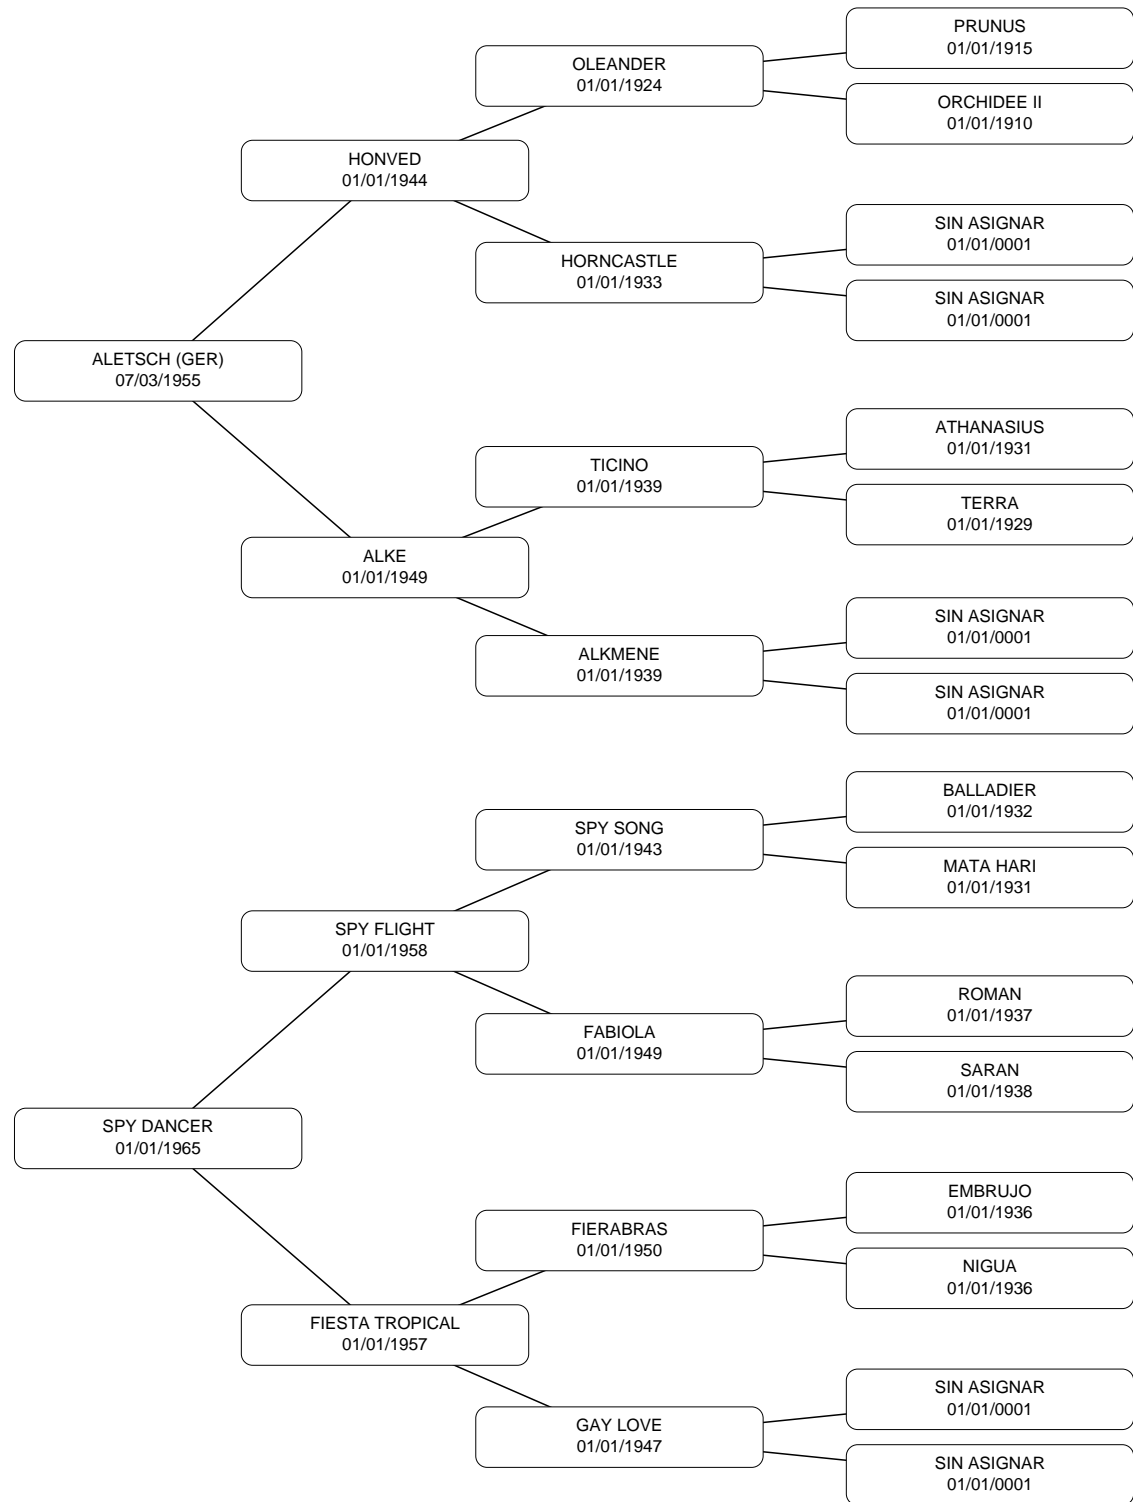 PRUNUS
01/01/1915
OLEANDER
01/01/1924
ORCHIDEE II
01/01/1910
HONVED
01/01/1944
SIN ASIGNAR
01/01/0001
HORNCASTLE
01/01/1933
SIN ASIGNAR
01/01/0001
ALETSCH (GER)
07/03/1955
ATHANASIUS
01/01/1931
TICINO
01/01/1939
TERRA
01/01/1929
ALKE
01/01/1949
SIN ASIGNAR
01/01/0001
ALKMENE
01/01/1939
SIN ASIGNAR
01/01/0001
BALLADIER
01/01/1932
SPY SONG
01/01/1943
MATA HARI
01/01/1931
SPY FLIGHT
01/01/1958
ROMAN
01/01/1937
FABIOLA
01/01/1949
SARAN
01/01/1938
SPY DANCER
01/01/1965
EMBRUJO
01/01/1936
FIERABRAS
01/01/1950
NIGUA
01/01/1936
FIESTA TROPICAL
01/01/1957
SIN ASIGNAR
01/01/0001
GAY LOVE
01/01/1947
SIN ASIGNAR
01/01/0001